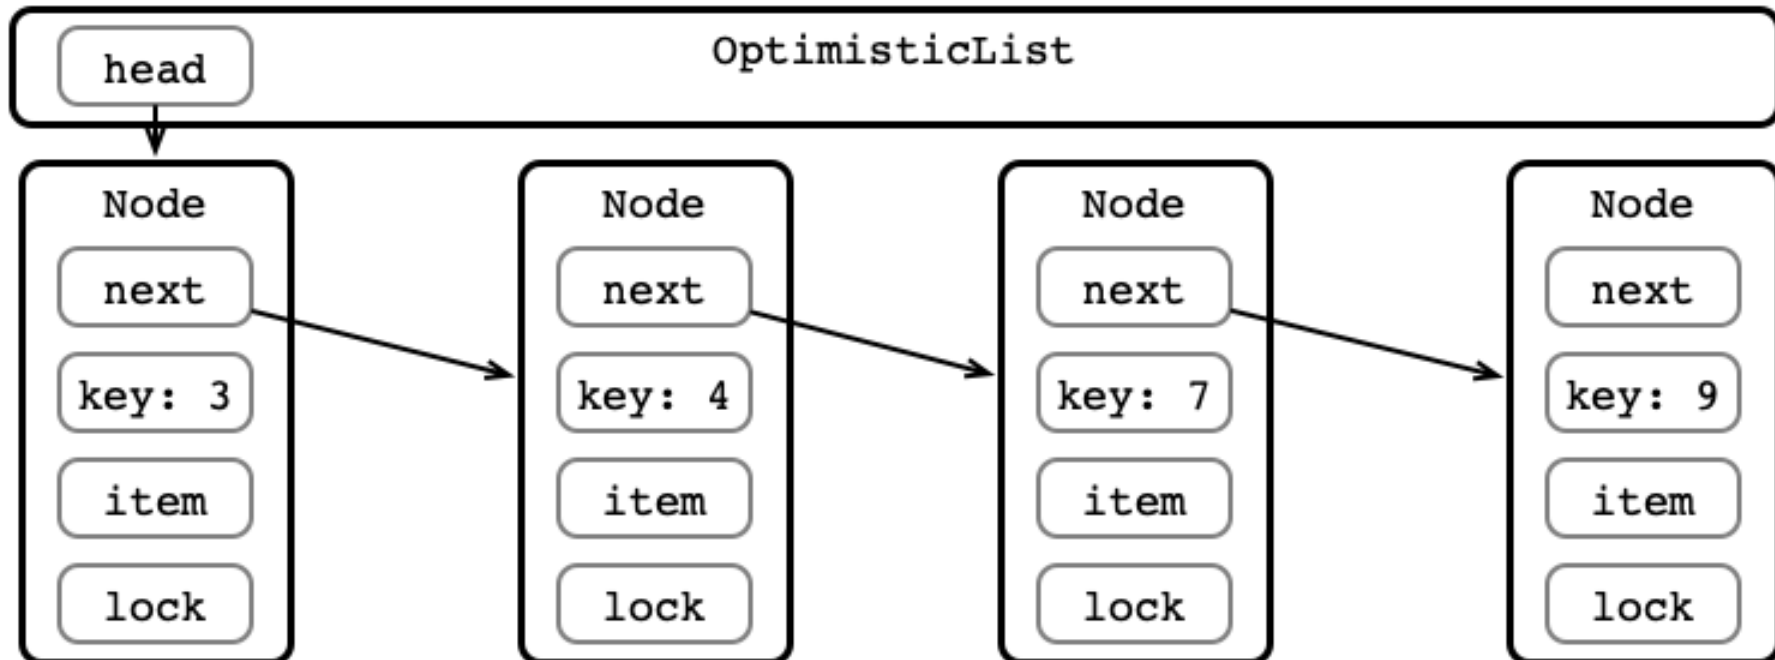 OptimisticList
head
Node
next
key: 3
item
lock
Node
next
key: 4
item
lock
Node
next
key: 7
item
lock
Node
next
key: 9
item
lock